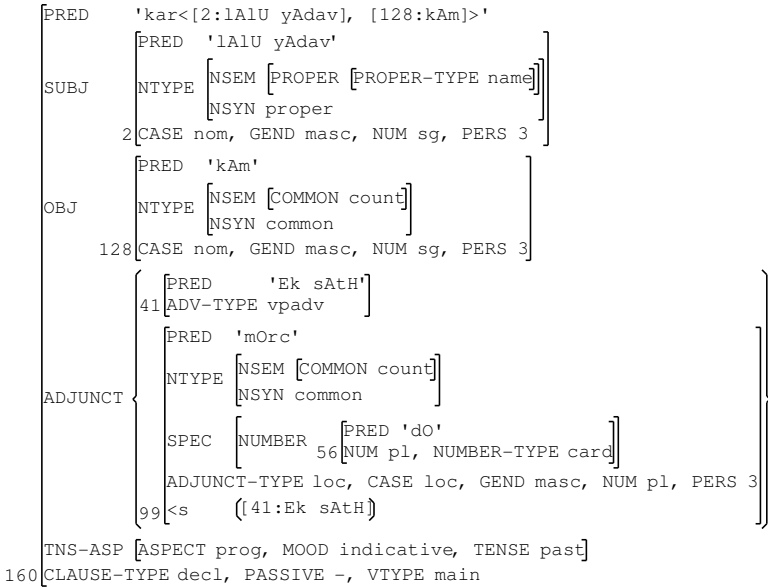 PRED 'kar<[2:lAlU yAdav], [128:kAm]>'
PRED 'lAlU yAdav'
SUBJ NTYPE NSEM PROPER PROPER-TYPE name
NSYN proper
2 CASE nom, GEND masc, NUM sg, PERS 3
PRED 'kAm'
OBJ NTYPE NSEM COMMON count
NSYN common
128 CASE nom, GEND masc, NUM sg, PERS 3
PRED 'Ek sAtH'
41 ADV-TYPE vpadv
PRED 'mOrc'
NTYPE NSEM COMMON count
NSYN common
ADJUNCT
SPEC NUMBER PRED 'dO'
56 NUM pl, NUMBER-TYPE card
ADJUNCT-TYPE loc, CASE loc, GEND masc, NUM pl, PERS 3
99 <s ([41:Ek sAtH])
TNS-ASP ASPECT prog, MOOD indicative, TENSE past
160 CLAUSE-TYPE decl, PASSIVE -, VTYPE main